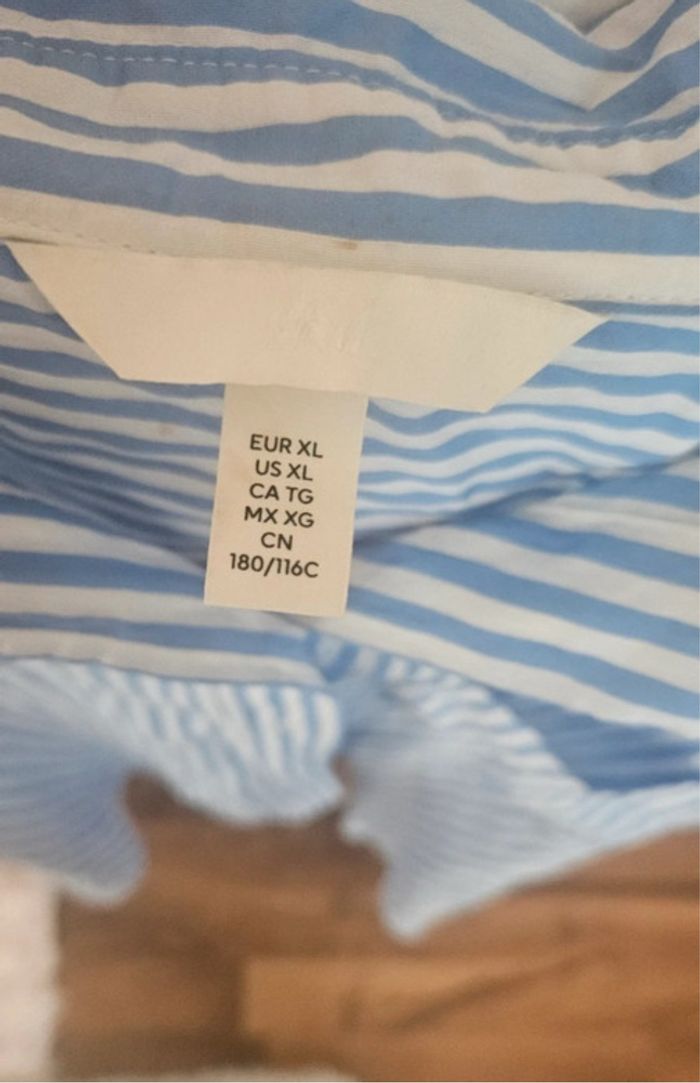 EUR XL
US XL
CA TG
MX XG
CN
180/116C